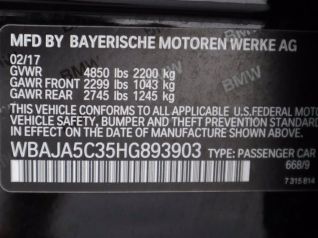 MFD BY BAYERISCHE MOTOREN WERKE AG
02/17
GVWR 4850 lbs 2200 kg
GAWR FRONT 2299 lbs 1043 kg
GAWR REAR 2745 lbs 1245 kg
THIS VEHICLE CONFORMS TO ALL APPLICABLE U.S. FEDERAL MOTOR
VEHICLE SAFETY, BUMPER, AND THEFT PREVENTION STANDARDS
IN EFFECT ON THE DATE OF MANUFACTURE SHOWN ABOVE.
WBAJA5C35HG893903 TYPE: PASSENGER CAR
668/9
7 315 814